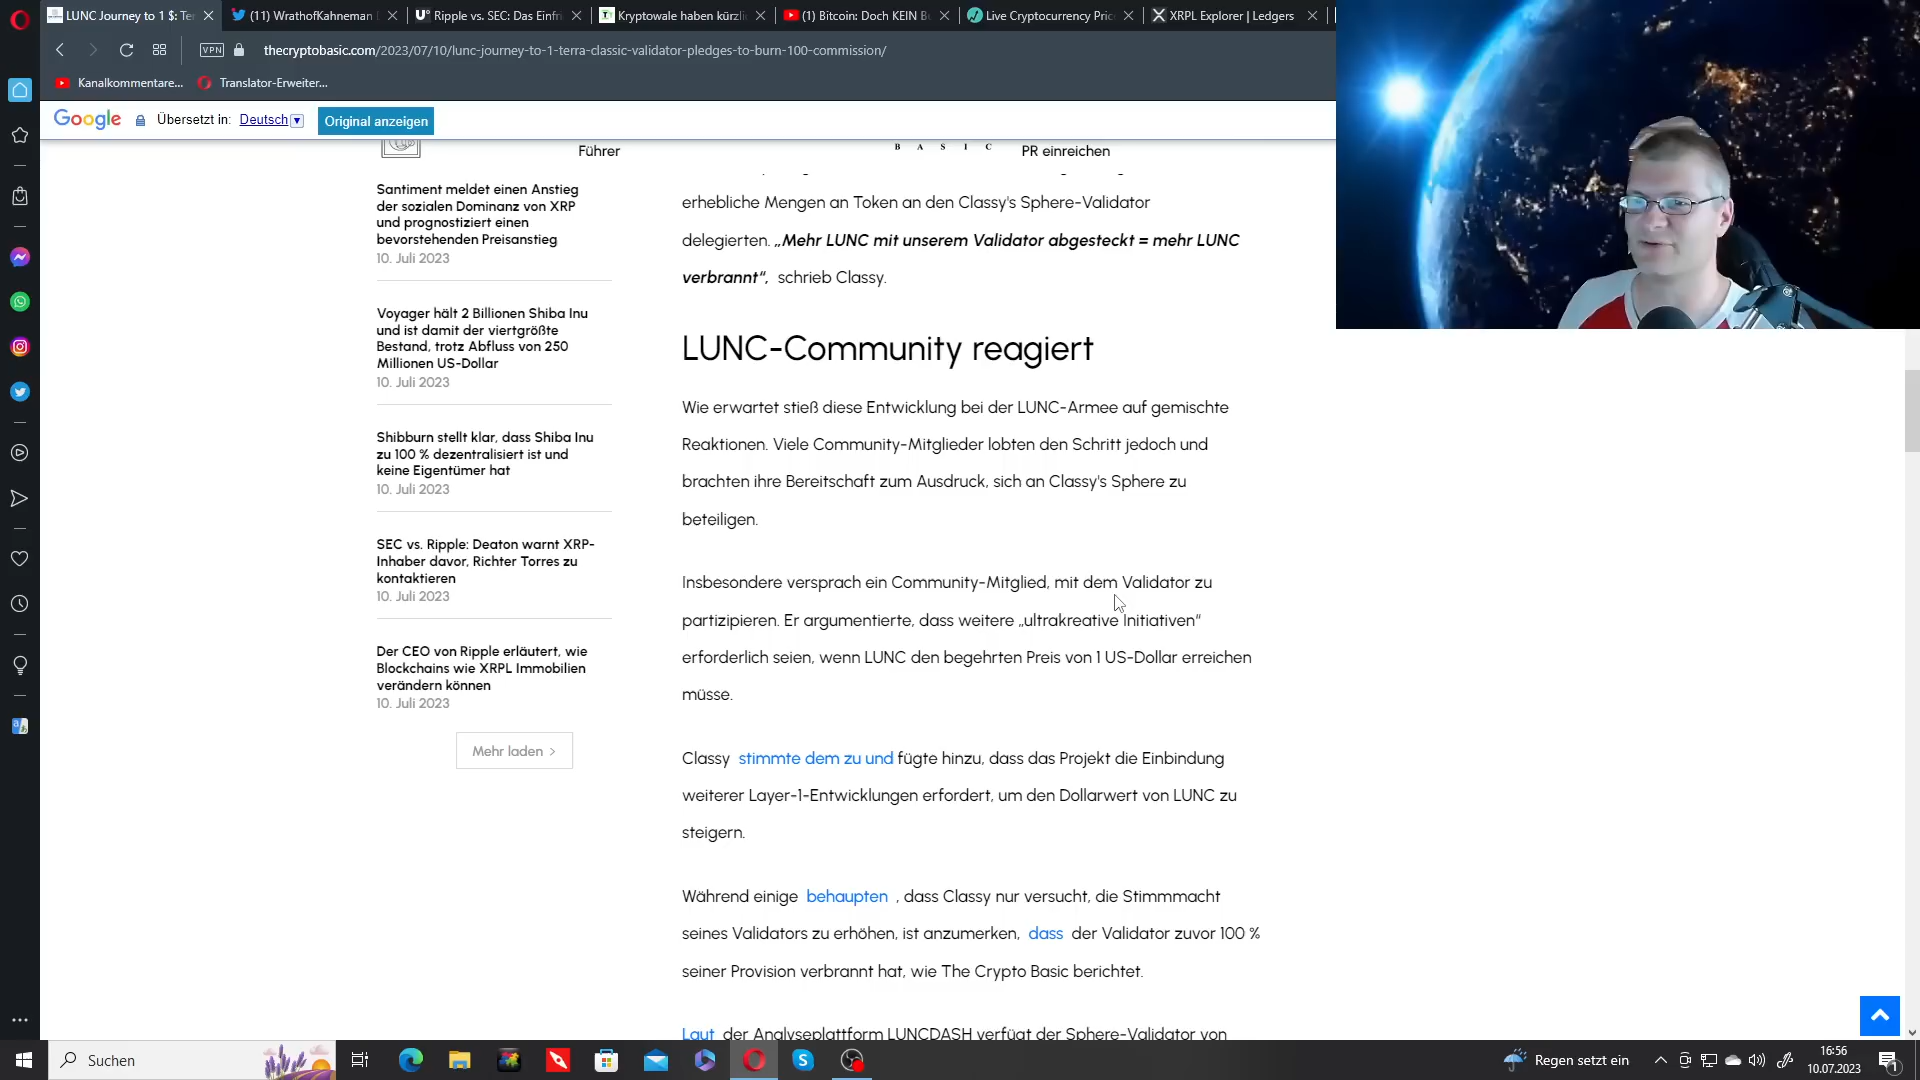 LUNC Journey to 1 $: Ter
(11) WrathofKahneman
Ripple vs. SEC: Das Einfri
Kryptowale haben kürzli
(1) Bitcoin: Doch KEIN B
Live Cryptocurrency Pric
XRPL Explorer | Ledgers
VPN
thecryptobasic.com/2023/07/10/lunc-journey-to-1-terra-classic-validator-pledges-to-burn-100-commission/
Kanalkommentare...
Translator-Erweiter...
Google
Übersetzt in:
Deutsch
Original anzeigen
Führer
BASIC
PR einreichen
Santiment meldet einen Anstieg
der sozialen Dominanz von XRP
und prognostiziert einen
bevorstehenden Preisanstieg
10. Juli 2023
Voyager hält 2 Billionen Shiba Inu
und ist damit der viertgrößte
Bestand, trotz Abfluss von 250
Millionen US-Dollar
10. Juli 2023
Shibburn stellt klar, dass Shiba Inu
zu 100 % dezentralisiert ist und
keine Eigentümer hat
10. Juli 2023
SEC vs. Ripple: Deaton warnt XRP-
Inhaber davor, Richter Torres zu
kontaktieren
10. Juli 2023
Der CEO von Ripple erläutert, wie
Blockchains wie XRPL Immobilien
verändern können
10. Juli 2023
Mehr laden >
erhebliche Mengen an Token an den Classy's Sphere-Validator
delegierten. „Mehr LUNC mit unserem Validator abgesteckt = mehr LUNC
verbrannt“, schrieb Classy.
LUNC-Community reagiert
Wie erwartet stieß diese Entwicklung bei der LUNC-Armee auf gemischte
Reaktionen. Viele Community-Mitglieder lobten den Schritt jedoch und
brachten ihre Bereitschaft zum Ausdruck, sich an Classy's Sphere zu
beteiligen.
Insbesondere versprach ein Community-Mitglied, mit dem Validator zu
partizipieren. Er argumentierte, dass weitere „ultrakreative Initiativen“
erforderlich seien, wenn LUNC den begehrten Preis von 1 US-Dollar erreichen
müsse.
Classy stimmte dem zu und fügte hinzu, dass das Projekt die Einbindung
weiterer Layer-1-Entwicklungen erfordert, um den Dollarwert von LUNC zu
steigern.
Während einige behaupten , dass Classy nur versucht, die Stimmmacht
seines Validators zu erhöhen, ist anzumerken, dass der Validator zuvor 100 %
seiner Provision verbrannt hat, wie The Crypto Basic berichtet.
Laut der Analyseplattform LUNCDASH verfügt der Sphere-Validator von
Suchen
Regen setzt ein
16:56
10.07.2023
1